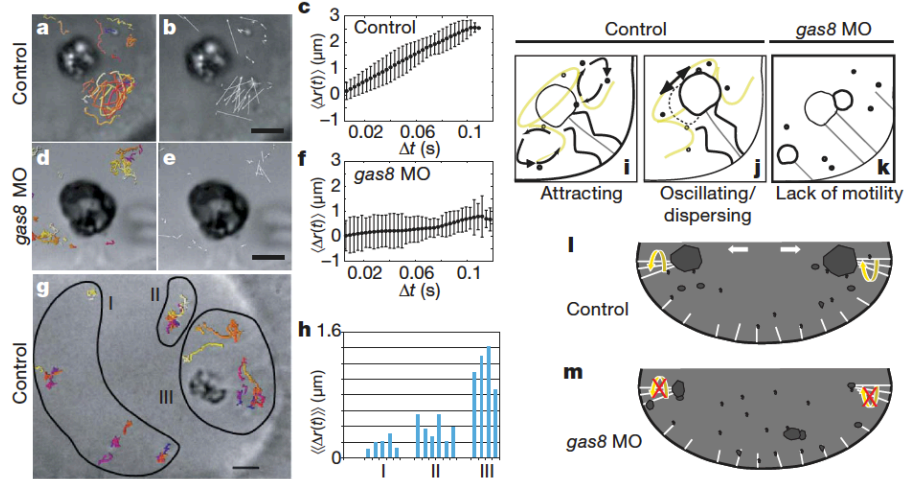 a
b
Control
c
Control
⟨Δr(t)⟩ (μm)
3
2
1
0
−1
0.02
0.06
0.10
Δt (s)
d
e
gas8 MO
f
gas8 MO
⟨Δr(t)⟩ (μm)
3
2
1
0
−1
0.02
0.06
0.10
Δt (s)
g
Control
I
II
III
h
⟨⟨Δr(t)⟩⟩ (μm)
1.6
0
I
II
III
Control
gas8 MO
i
j
k
Attracting
Oscillating/
dispersing
Lack of motility
l
Control
m
gas8 MO